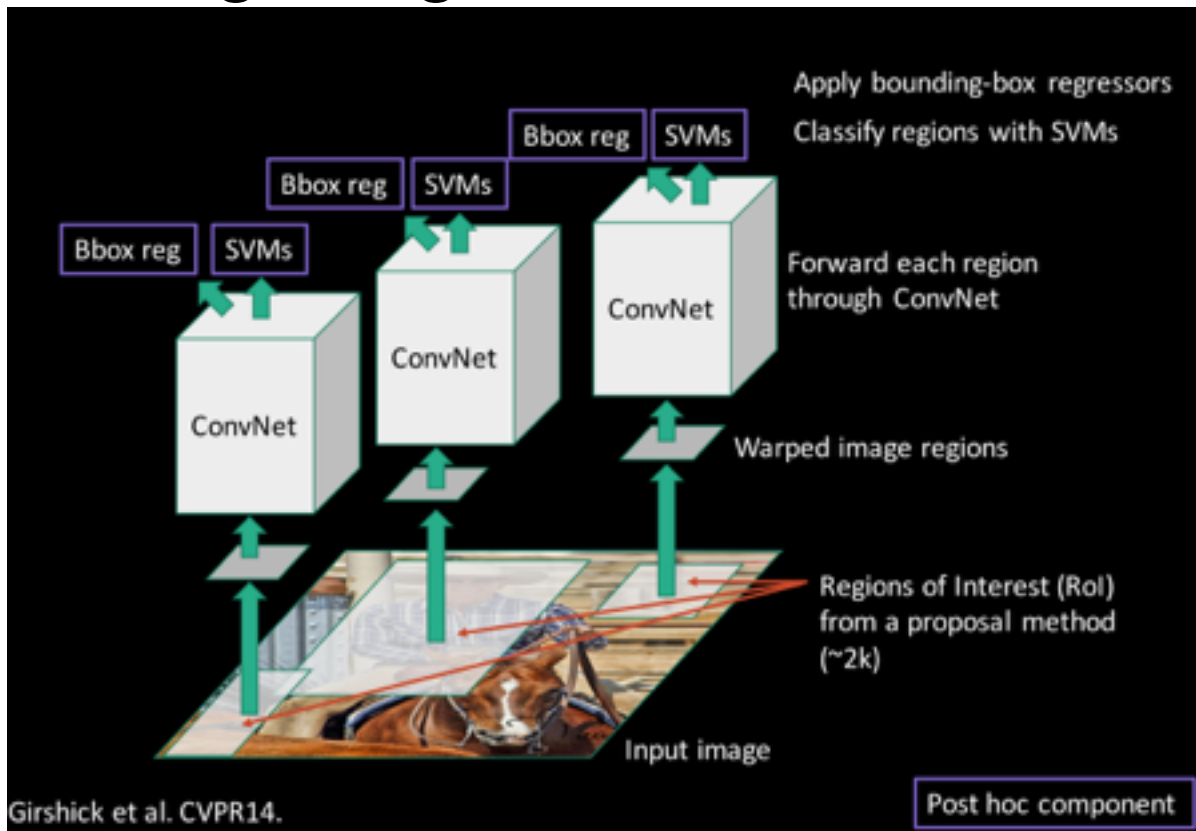 Apply bounding-box regressors
Bbox reg SVMs Classify regions with SVMs
Bbox reg SVMs
Bbox reg SVMs
Forward each region
through ConvNet
ConvNet
ConvNet
ConvNet
Warped image regions
Regions of Interest (RoI)
from a proposal method
(~2k)
Input image
Girshick et al. CVPR14.
Post hoc component